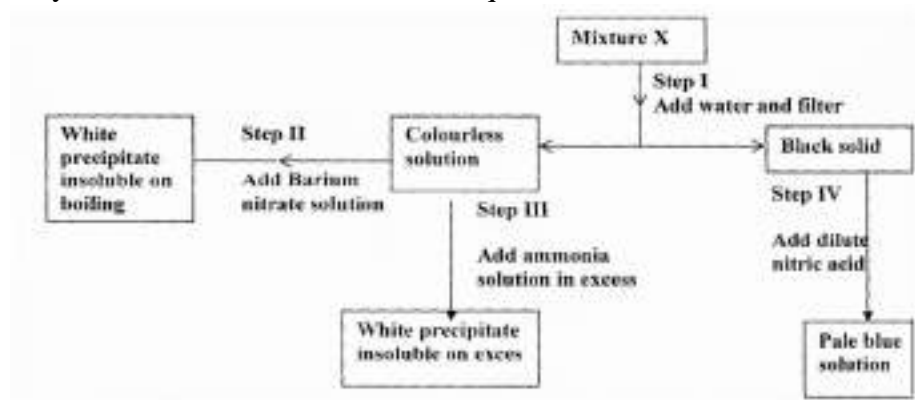 Mixture X
Step I
Add water and filter
White
precipitate
insoluble on
boiling
Step II
Add Barium
nitrate solution
Colourless
solution
Black solid
Step III
Add ammonia
solution in excess
Step IV
Add dilute
nitric acid
White precipitate
insoluble on exces
Pale blue
solution